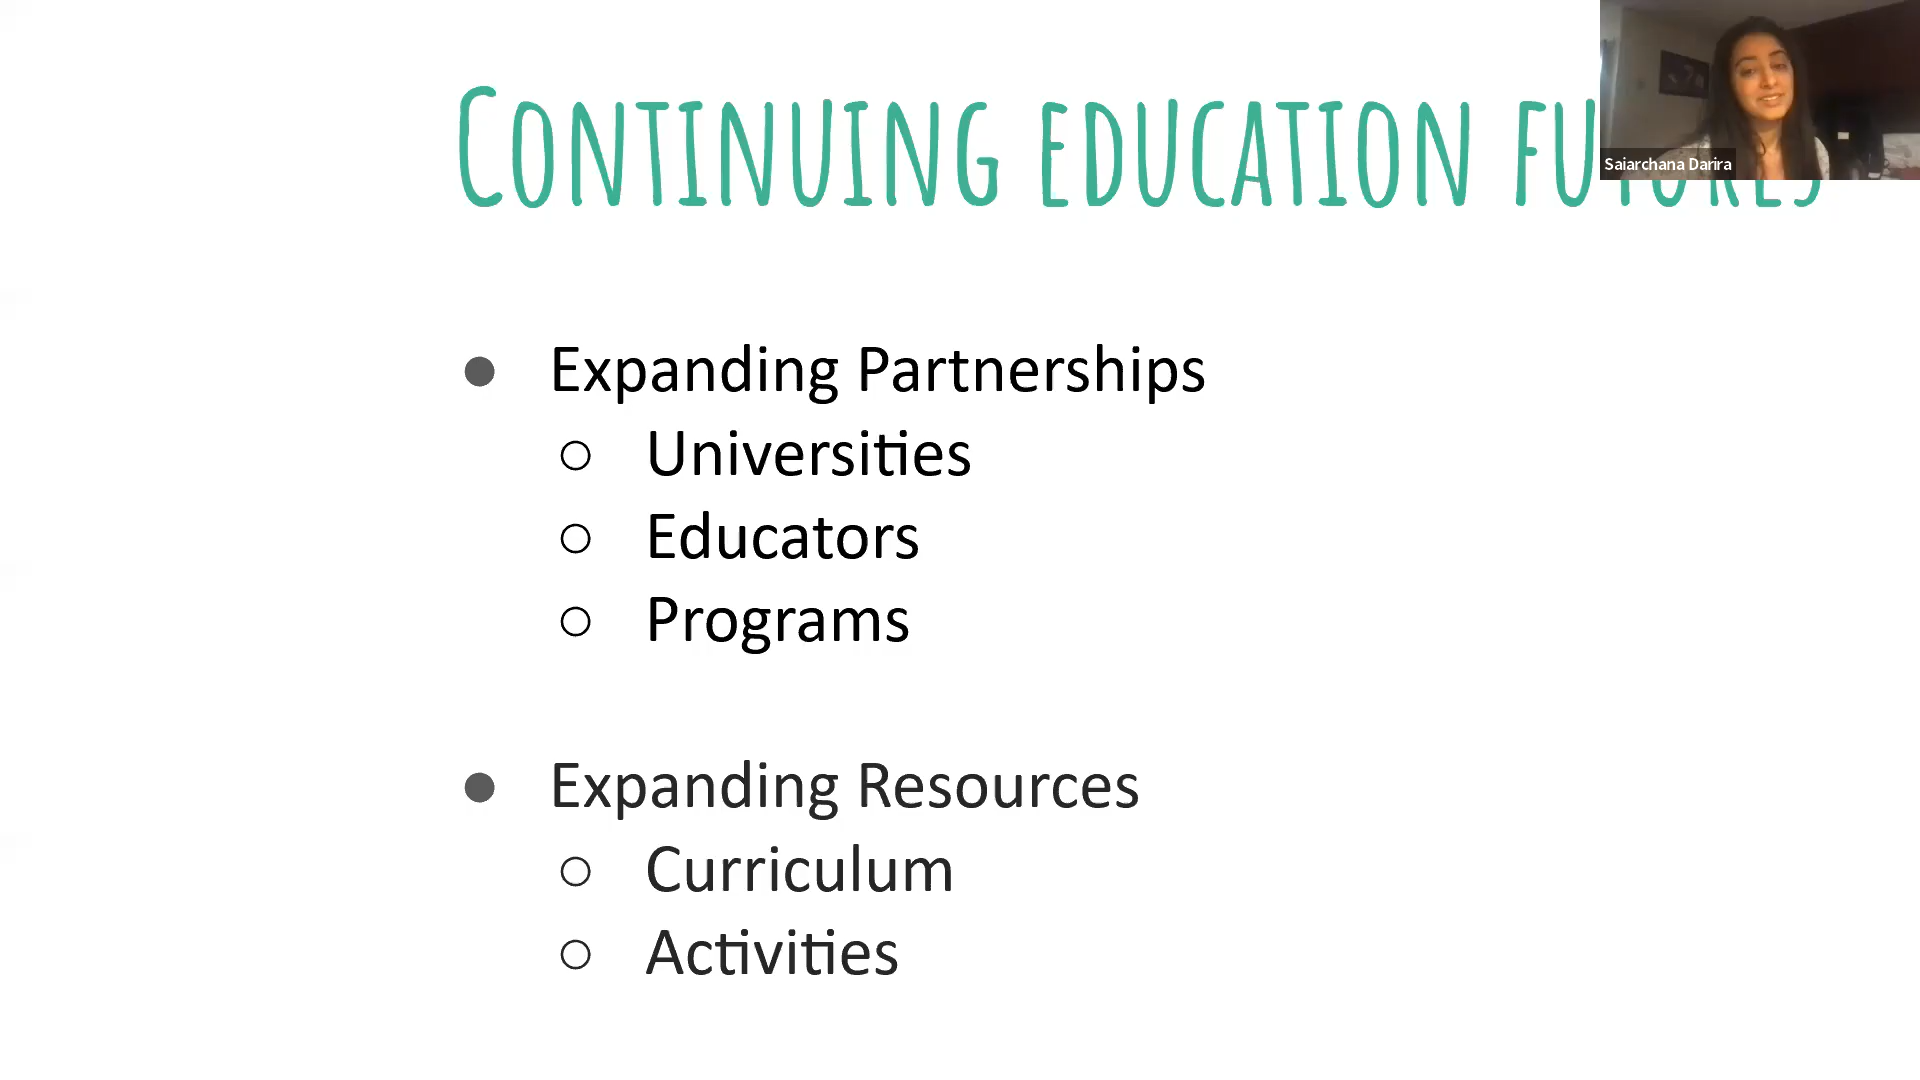 Continuing education futures
Saiarchana Darira
● Expanding Partnerships
○ Universities
○ Educators
○ Programs
● Expanding Resources
○ Curriculum
○ Activities